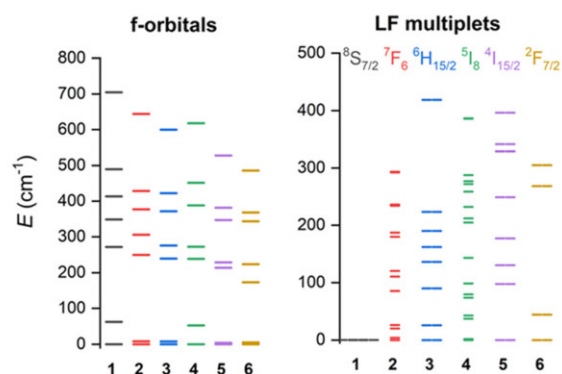 f-orbitals
E (cm⁻¹)
800
700
600
500
400
300
200
100
0
1 2 3 4 5 6
LF multiplets
⁸S₇/₂ ⁷F₆ ⁶H₁₅/₂ ⁵I₈ ⁴I₁₅/₂ ²F₇/₂
500
400
300
200
100
0
1 2 3 4 5 6